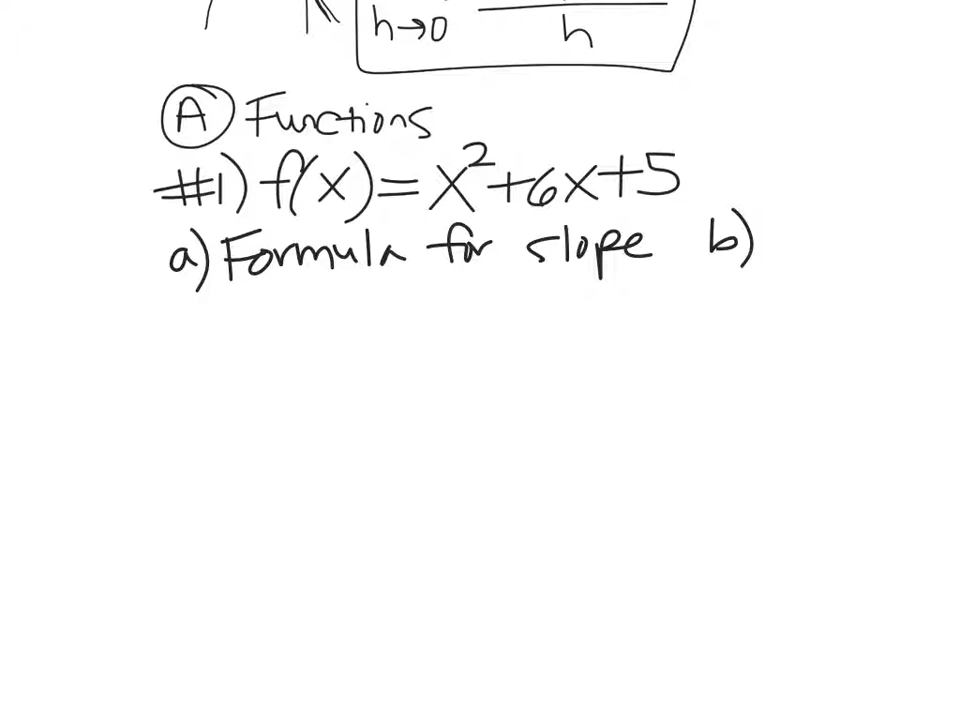 h→0 h
A Functions
#1) f(x)=x²+6x+5
a) Formula for slope b)